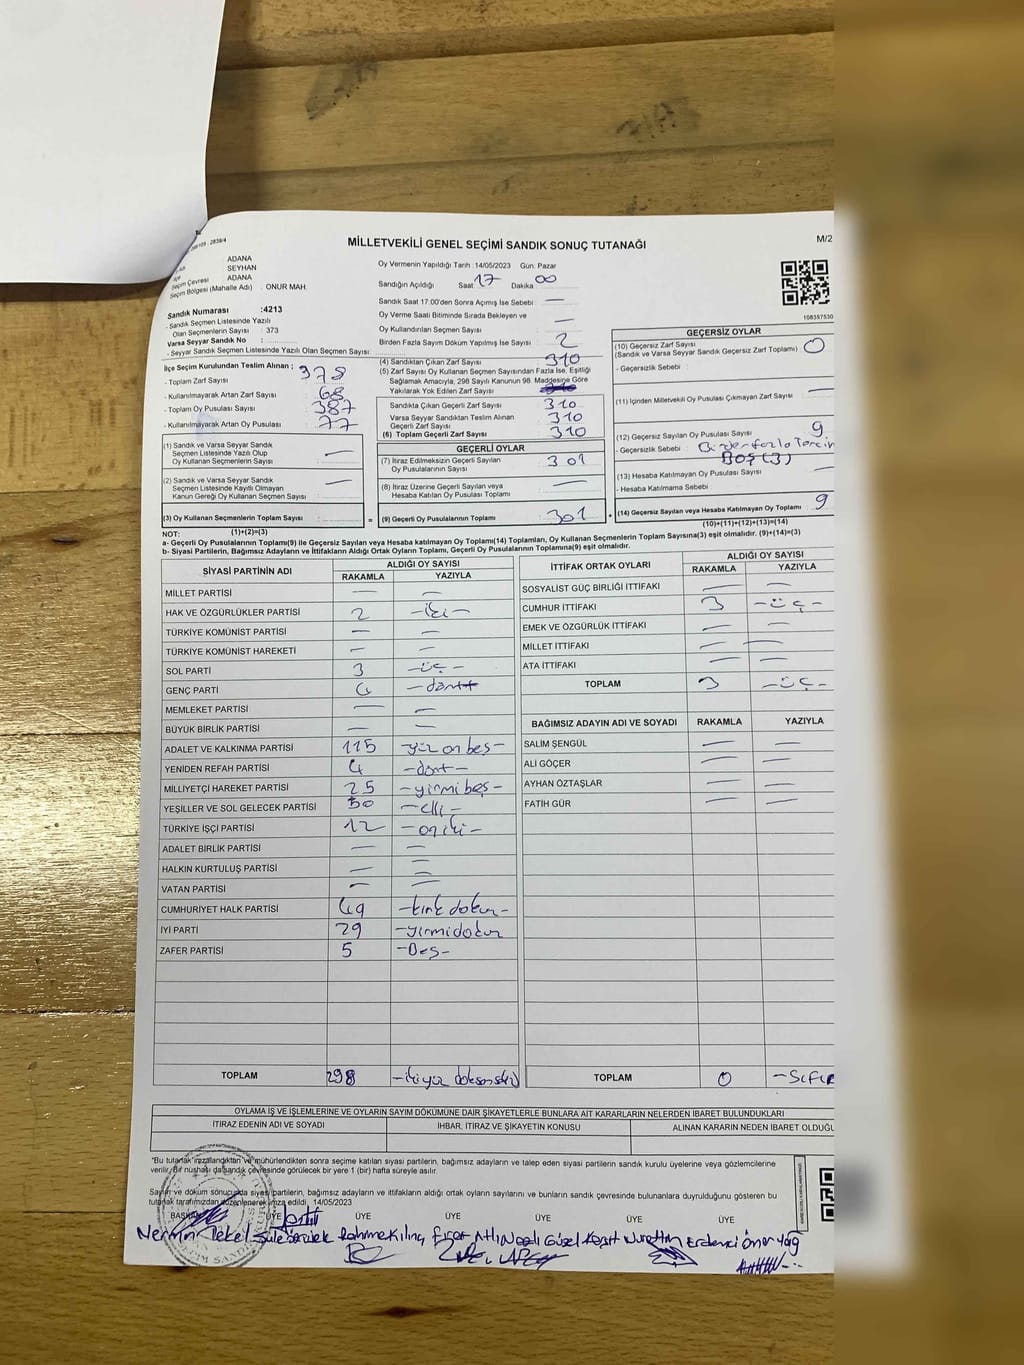 MİLLETVEKİLİ GENEL SEÇİMİ SANDIK SONUÇ TUTANAĞI
M/2
ADANA
SEYHAN
Seçim Çevresi ADANA
Seçim Bölgesi (Mahalle Adı) : ONUR MAH.
Sandık Numarası :4213
- Sandık Seçmen Listesinde Yazılı
Olan Seçmenlerin Sayısı : 373
Varsa Seyyar Sandık No :
- Seyyar Sandık Seçmen Listesinde Yazılı Olan Seçmen Sayısı :
Oy Vermenin Yapıldığı Tarih :14/05/2023 Gün: Pazar
Sandığın Açıldığı Saat 17 Dakika 00
Sandık Saat 17:00'den Sonra Açımış İse Sebebi : —
Oy Verme Saati Bitiminde Sırada Bekleyen ve
Oy Kullandırılan Seçmen Sayısı : —
Birden Fazla Sayım Döküm Yapılmış İse Sayısı : 2
108357530
İlçe Seçim Kurulundan Teslim Alınan ;
- Toplam Zarf Sayısı : 378
- Kullanılmayarak Artan Zarf Sayısı : 68
- Toplam Oy Pusulası Sayısı : 387
- Kullanılmayarak Artan Oy Pusulası : 77
(1) Sandık ve Varsa Seyyar Sandık
Seçmen Listesinde Yazılı Olup
Oy Kullanan Seçmenlerin Sayısı : —
(2) Sandık ve Varsa Seyyar Sandık
Seçmen Listesinde Kayıtlı Olmayan
Kanun Gereği Oy Kullanan Seçmen Sayısı : —
(3) Oy Kullanan Seçmenlerin Toplam Sayısı :
(4) Sandıktan Çıkan Zarf Sayısı 310
(5) Zarf Sayısı Oy Kullanan Seçmen Sayısından Fazla İse, Eşitliği
Sağlamak Amacıyla, 298 Sayılı Kanunun 98. Maddesine Göre
Yakılarak Yok Edilen Zarf Sayısı
Sandıkta Çıkan Geçerli Zarf Sayısı 310
Varsa Seyyar Sandıktan Teslim Alınan
Geçerli Zarf Sayısı 310
(6) Toplam Geçerli Zarf Sayısı 310
GEÇERLİ OYLAR
(7) İtiraz Edilmeksizin Geçerli Sayılan
Oy Pusulalarının Sayısı 301
(8) İtiraz Üzerine Geçerli Sayılan veya
Hesaba Katılan Oy Pusulası Toplamı : —
= (9) Geçerli Oy Pusulalarının Toplamı 301
GEÇERSİZ OYLAR
(10) Geçersiz Zarf Sayısı
(Sandık ve Varsa Seyyar Sandık Geçersiz Zarf Toplamı) : 0
- Geçersizlik Sebebi :
(11) İçinden Milletvekili Oy Pusulası Çıkmayan Zarf Sayısı : —
(12) Geçersiz Sayılan Oy Pusulası Sayısı : 9
- Geçersizlik Sebebi : Birden fazla Tercih
BOŞ (3)
(13) Hesaba Katılmayan Oy Pusulası Sayısı : —
- Hesaba Katılmama Sebebi :
+ (14) Geçersiz Sayılan veya Hesaba Katılmayan Oy Toplamı 9
NOT: (1)+(2)=(3)
(10)+(11)+(12)+(13)=(14)
a- Geçerli Oy Pusulalarının Toplamı(9) ile Geçersiz Sayılan veya Hesaba katılmayan Oy Toplamı(14) Toplamları, Oy Kullanan Seçmenlerin Toplam Sayısına(3) eşit olmalıdır. (9)+(14)=(3)
b- Siyasi Partilerin, Bağımsız Adayların ve İttifakların Aldığı Ortak Oyların Toplamı, Geçerli Oy Pusulalarının Toplamına(9) eşit olmalıdır.
SİYASİ PARTİNİN ADI ALDIĞI OY SAYISI
RAKAMLA YAZIYLA
MİLLET PARTİSİ — —
HAK VE ÖZGÜRLÜKLER PARTİSİ 2 -iki-
TÜRKİYE KOMÜNİST PARTİSİ — —
TÜRKİYE KOMÜNİST HAREKETİ — —
SOL PARTİ 3 -üç-
GENÇ PARTİ 4 -dört
MEMLEKET PARTİSİ — —
BÜYÜK BİRLİK PARTİSİ — —
ADALET VE KALKINMA PARTİSİ 115 -yüz on beş-
YENİDEN REFAH PARTİSİ 4 -dört-
MİLLİYETÇİ HAREKET PARTİSİ 25 -yirmi beş-
YEŞİLLER VE SOL GELECEK PARTİSİ 50 -elli-
TÜRKİYE İŞÇİ PARTİSİ 12 -on iki-
ADALET BİRLİK PARTİSİ — —
HALKIN KURTULUŞ PARTİSİ — —
VATAN PARTİSİ — —
CUMHURİYET HALK PARTİSİ 49 -kırk dokuz-
İYİ PARTİ 29 -yirmi dokuz
ZAFER PARTİSİ 5 -Beş-
TOPLAM 298 -iki yüz doksan sekiz
İTTİFAK ORTAK OYLARI ALDIĞI OY SAYISI
RAKAMLA YAZIYLA
SOSYALİST GÜÇ BİRLİĞİ İTTİFAKI — —
CUMHUR İTTİFAKI 3 -üç-
EMEK VE ÖZGÜRLÜK İTTİFAKI — —
MİLLET İTTİFAKI — —
ATA İTTİFAKI — —
TOPLAM 3 -üç-
BAĞIMSIZ ADAYIN ADI VE SOYADI RAKAMLA YAZIYLA
SALİM ŞENGÜL — —
ALİ GÖÇER — —
AYHAN ÖZTAŞLAR — —
FATİH GÜR — —
TOPLAM 0 -SıFır
OYLAMA İŞ VE İŞLEMLERINE VE OYLARIN SAYIM DÖKÜMÜNE DAİR ŞİKAYETLERLE BUNLARA AİT KARARLARIN NELERDEN İBARET BULUNDUKLARI
İTİRAZ EDENİN ADI VE SOYADI İHBAR, İTİRAZ VE ŞİKAYETİN KONUSU ALINAN KARARIN NEDEN İBARET OLDUĞU
"Bu tutanak" imzalandıktan ve mühürlendikten sonra seçime katılan siyasi partilerin, bağımsız adayların ve talep eden siyasi partilerin sandık kurulu üyelerine veya gözlemcilerine
verilir. Bir nüshası da sandık çevresinde görülecek bir yere 1 (bir) hafta süreyle asılır.
Sayım ve döküm sonucunda siyasi partilerin, bağımsız adayların ve ittifakların aldığı ortak oyların sayılarını ve bunların sandık çevresinde bulunanlara duyrulduğunu gösteren bu
tutanak tarafımızdan düzenlenerek imza edildi. 14/05/2023
BAŞKAN ÜYE ÜYE ÜYE ÜYE ÜYE ÜYE
Nermin Tekel Şule Rahme Kılınç Atlı Güsel Nurettin Erdenci Ömer